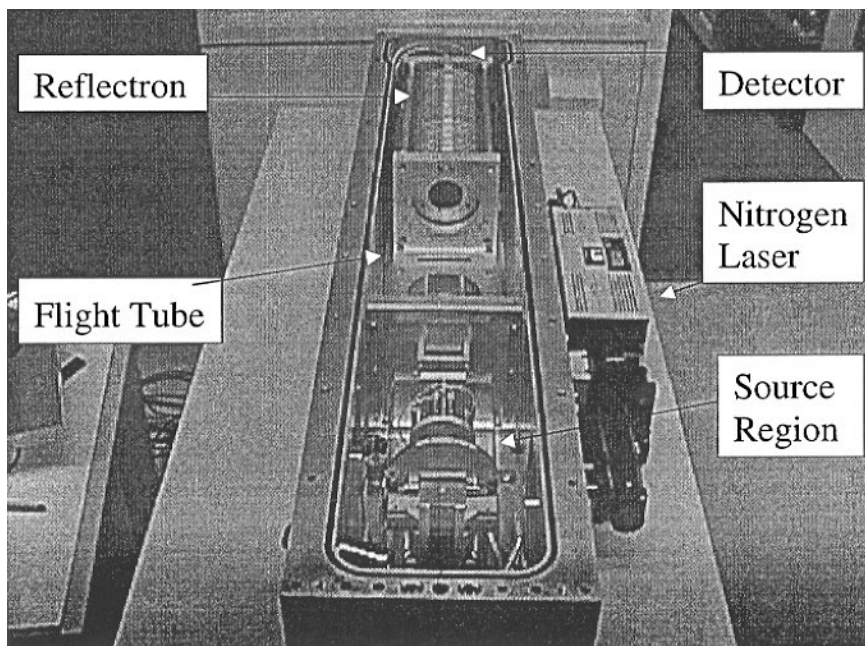 Reflectron
Detector
Nitrogen
Laser
Flight Tube
Source
Region